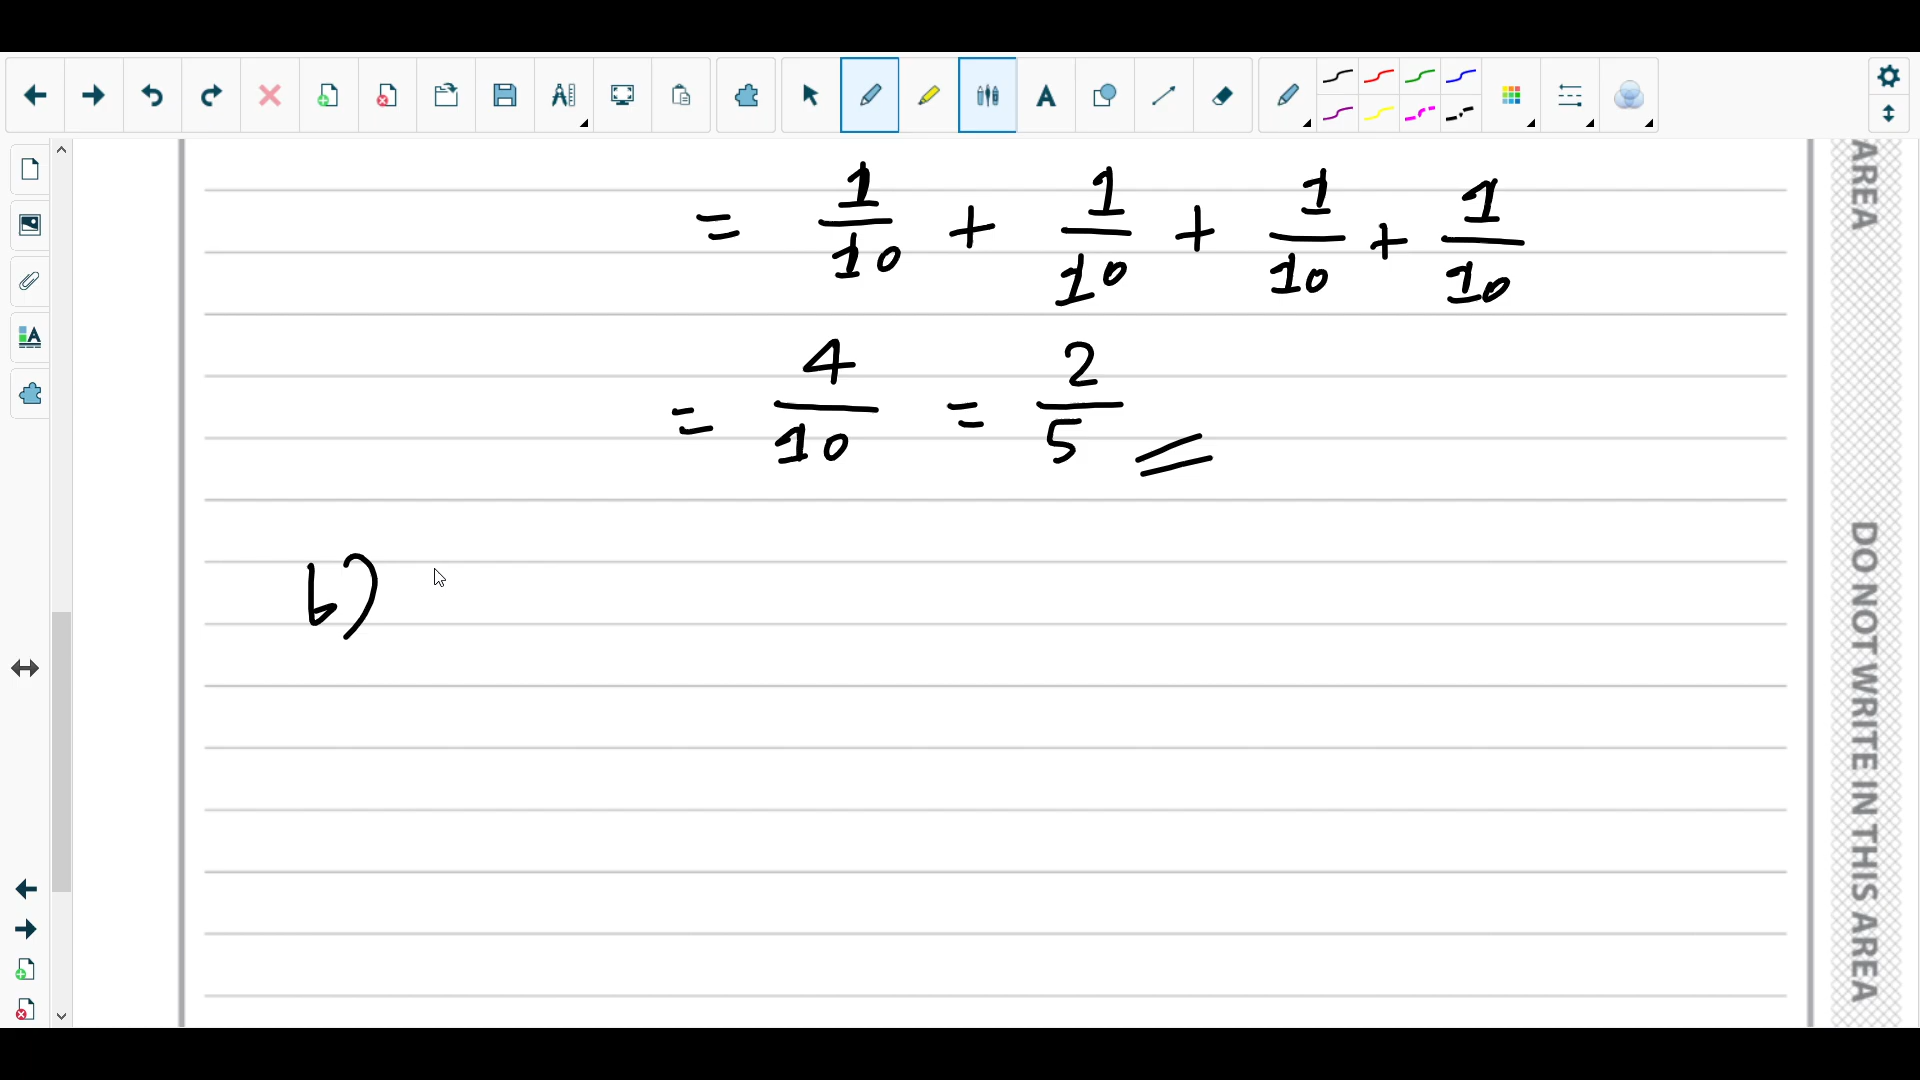 = 1/10 + 1/10 + 1/10 + 1/10
= 4/10 = 2/5
b)
AREA
DO NOT WRITE IN THIS AREA